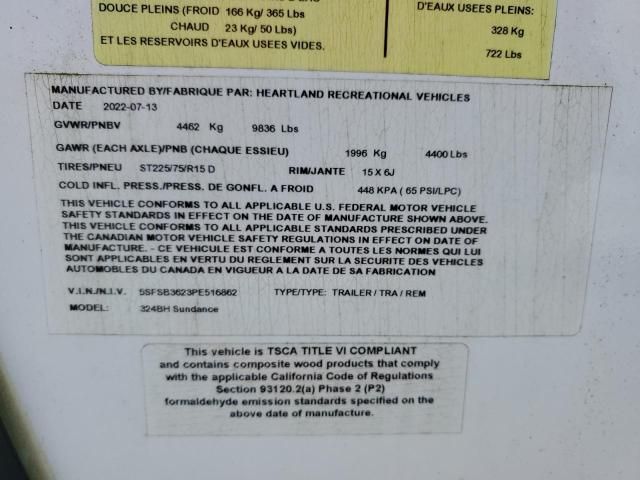 DOUCE PLEINS (FROID 166 Kg/ 365 Lbs
CHAUD 23 Kg/ 50 Lbs)
ET LES RESERVOIRS D'EAUX USEES VIDES.
D'EAUX USEES PLEINS:
328 Kg
722 Lbs
MANUFACTURED BY/FABRIQUE PAR: HEARTLAND RECREATIONAL VEHICLES
DATE 2022-07-13
GVWR/PNBV 4462 Kg 9836 Lbs
GAWR (EACH AXLE)/PNB (CHAQUE ESSIEU) 1996 Kg 4400 Lbs
TIRES/PNEU ST225/75/R15 D RIM/JANTE 15 X 6J
COLD INFL. PRESS./PRESS. DE GONFL. A FROID 448 KPA ( 65 PSI/LPC)
THIS VEHICLE CONFORMS TO ALL APPLICABLE U.S. FEDERAL MOTOR VEHICLE
SAFETY STANDARDS IN EFFECT ON THE DATE OF MANUFACTURE SHOWN ABOVE.
THIS VEHICLE CONFORMS TO ALL APPLICABLE STANDARDS PRESCRIBED UNDER
THE CANADIAN MOTOR VEHICLE SAFETY REGULATIONS IN EFFECT ON DATE OF
MANUFACTURE. - CE VEHICULE EST CONFORME A TOUTES LES NORMES QUI LUI
SONT APPLICABLES EN VERTU DU REGLEMENT SUR LA SECURITE DES VEHICLES
AUTOMOBILES DU CANADA EN VIGUEUR A LA DATE DE SA FABRICATION
V.I.N./N.I.V. 5SFSB3623PE516862 TYPE/TYPE: TRAILER / TRA / REM
MODEL: 324BH Sundance
This vehicle is TSCA TITLE VI COMPLIANT
and contains composite wood products that comply
with the applicable California Code of Regulations
Section 93120.2(a) Phase 2 (P2)
formaldehyde emission standards specified on the
above date of manufacture.